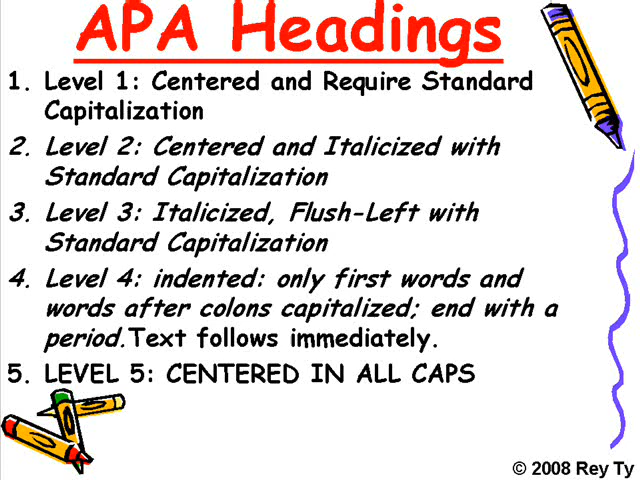 APA Headings
1. Level 1: Centered and Require Standard
Capitalization
2. Level 2: Centered and Italicized with
Standard Capitalization
3. Level 3: Italicized, Flush-Left with
Standard Capitalization
4. Level 4: indented: only first words and
words after colons capitalized; end with a
period.Text follows immediately.
5. LEVEL 5: CENTERED IN ALL CAPS
© 2008 Rey Ty